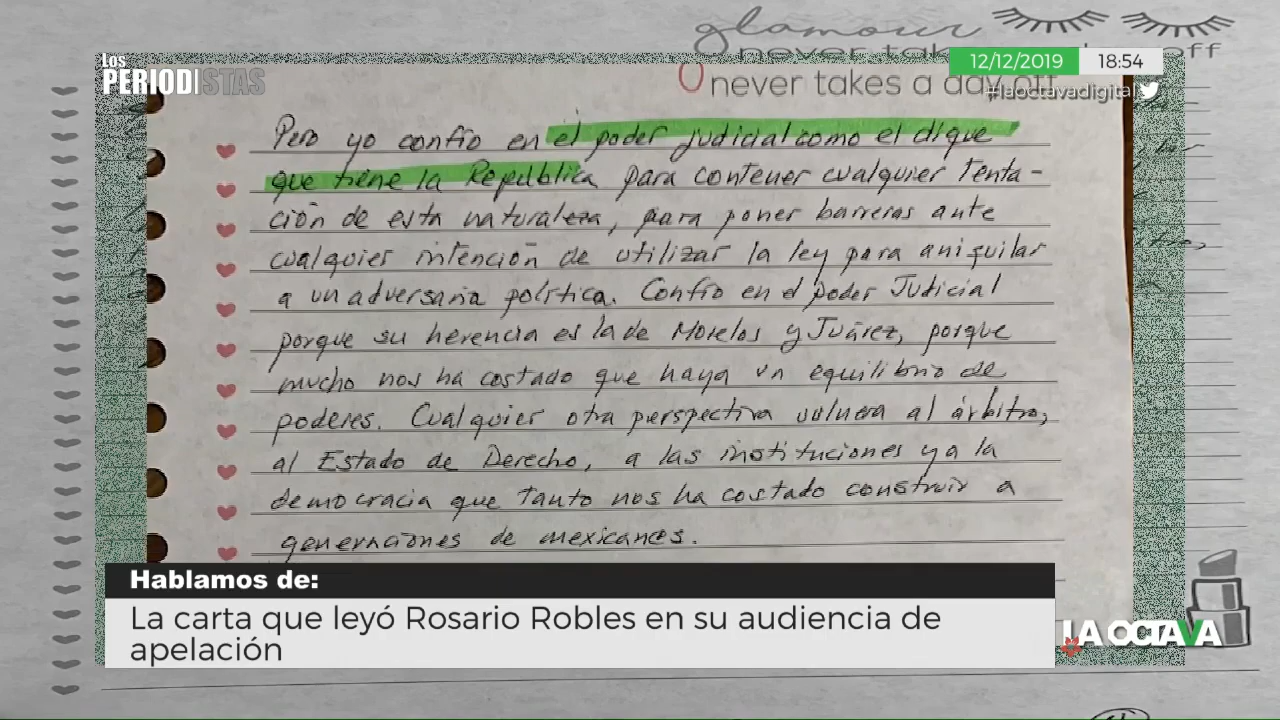 glamour
never takes a day off
Los
PERIODISTAS
12/12/2019
18:54
never takes a day off
#laoctavadigital
Pero yo confío en el poder judicial como el dique
que tiene la República para contener cualquier tenta-
ción de esta naturaleza, para poner barreras ante
cualquier intención de utilizar la ley para aniquilar
a un adversaria política. Confío en el poder Judicial
porque su herencia es la de Morelos y Juárez, porque
mucho nos ha costado que haya un equilibrio de
poderes. Cualquier otra perspectiva vulnera al árbitro,
al Estado de Derecho, a las instituciones y a la
democracia que tanto nos ha costado construir a
generaciones de mexicanos.
Hablamos de:
La carta que leyó Rosario Robles en su audiencia de
apelación
LA OCTAVA